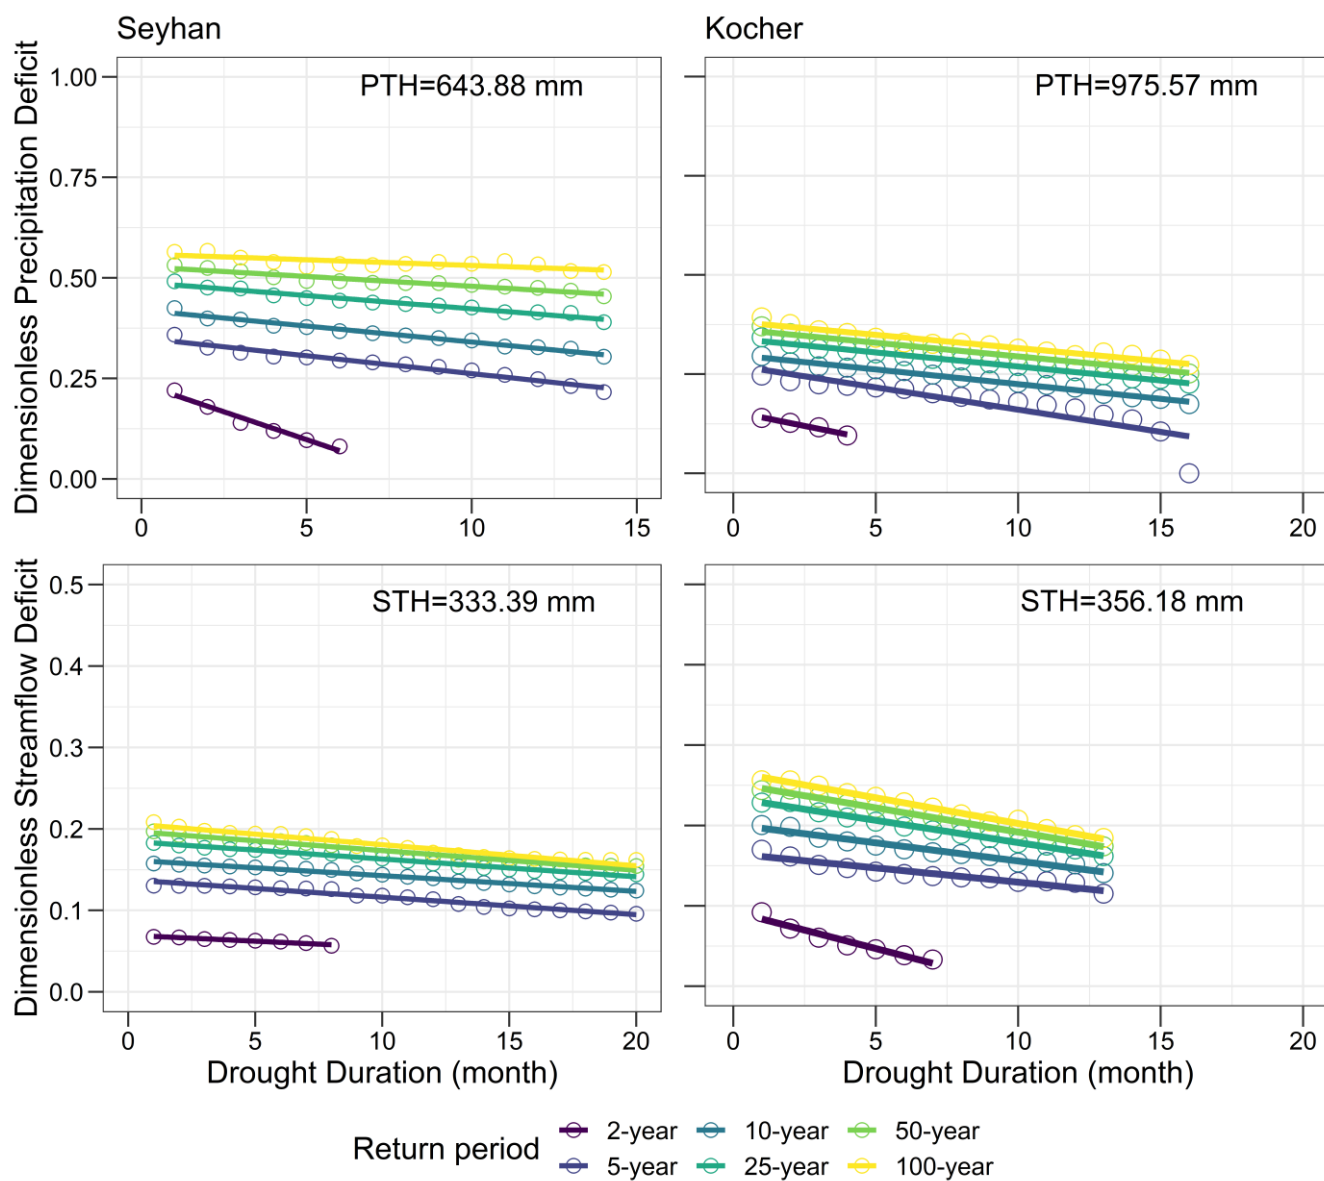 Seyhan
Kocher
Dimensionless Precipitation Deficit
1.00
0.75
0.50
0.25
0.00
PTH=643.88 mm
0 5 10 15
PTH=975.57 mm
0 5 10 15 20
Dimensionless Streamflow Deficit
0.5
0.4
0.3
0.2
0.1
0.0
STH=333.39 mm
0 5 10 15 20
Drought Duration (month)
STH=356.18 mm
0 5 10 15 20
Drought Duration (month)
Return period
2-year 10-year 50-year
5-year 25-year 100-year